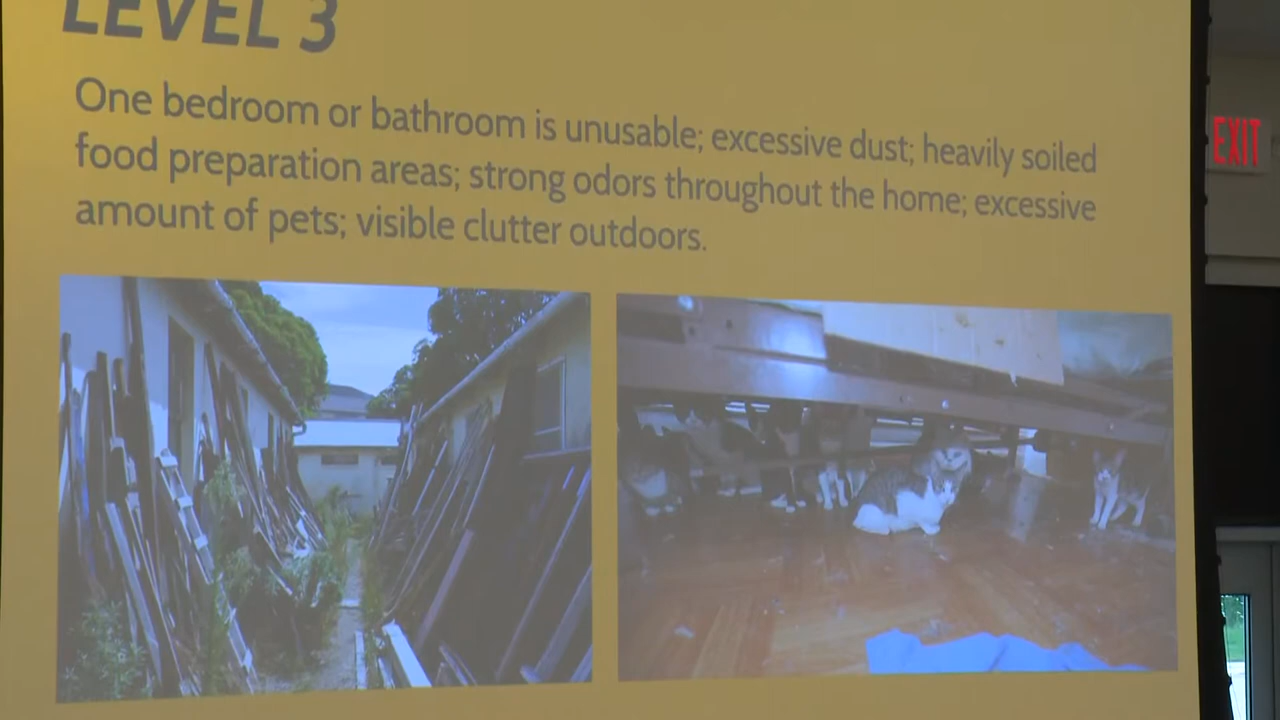 LEVEL 3
One bedroom or bathroom is unusable; excessive dust; heavily soiled
food preparation areas; strong odors throughout the home; excessive
amount of pets; visible clutter outdoors.
EXIT